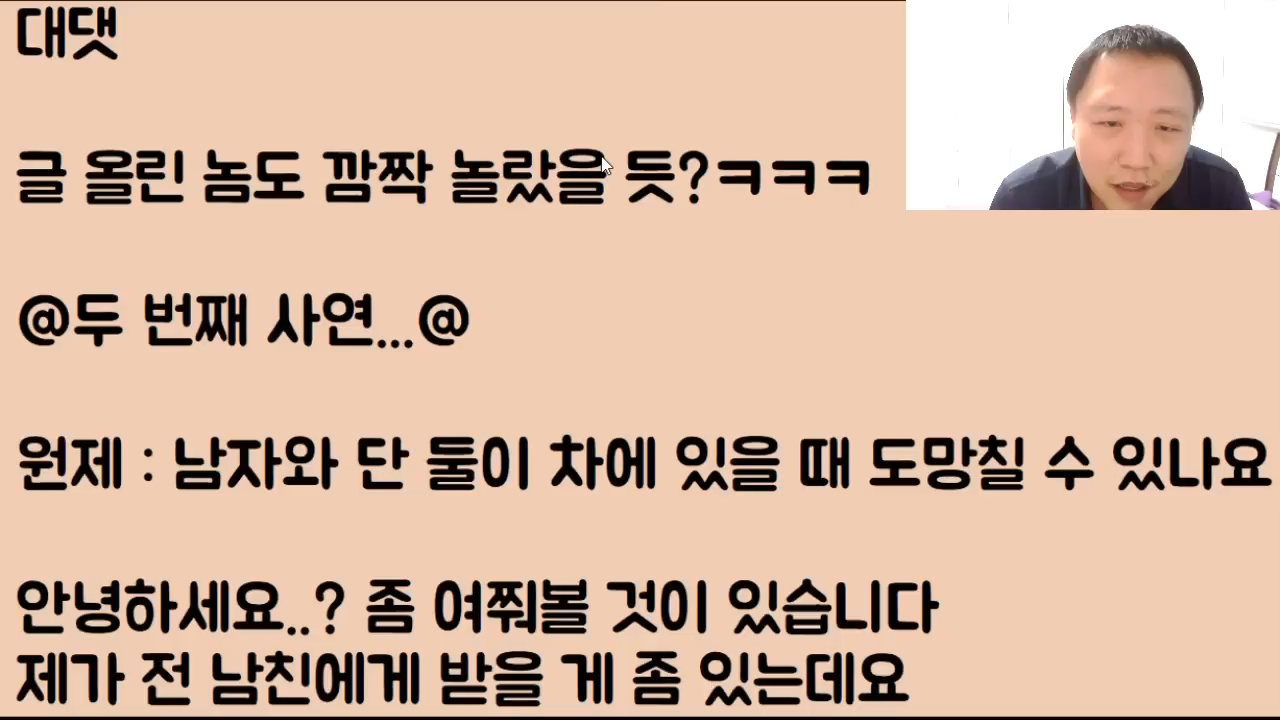 대댓
글 올린 놈도 깜짝 놀랐을 듯?ㅋㅋㅋ
@두 번째 사연...@
원제 : 남자와 단 둘이 차에 있을 때 도망칠 수 있나요
안녕하세요..? 좀 여쭤볼 것이 있습니다
제가 전 남친에게 받을 게 좀 있는데요